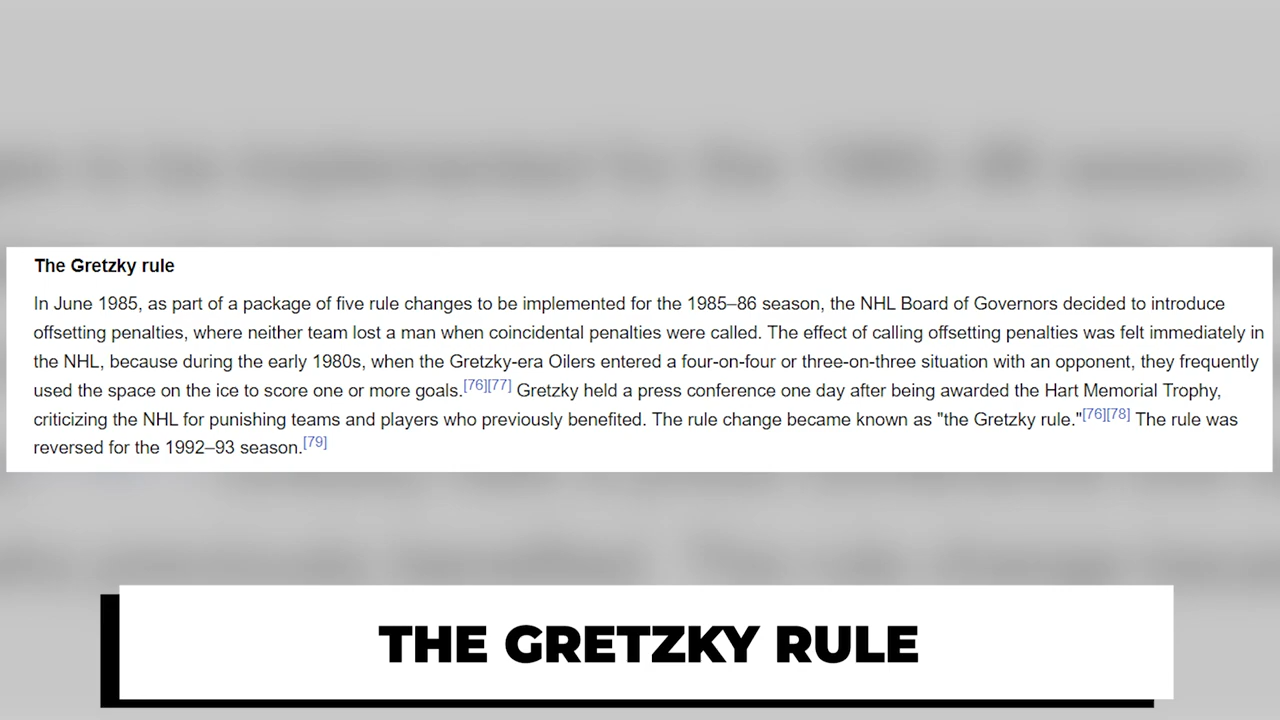 The Gretzky rule
In June 1985, as part of a package of five rule changes to be implemented for the 1985–86 season, the NHL Board of Governors decided to introduce
offsetting penalties, where neither team lost a man when coincidental penalties were called. The effect of calling offsetting penalties was felt immediately in
the NHL, because during the early 1980s, when the Gretzky-era Oilers entered a four-on-four or three-on-three situation with an opponent, they frequently
used the space on the ice to score one or more goals.[76][77] Gretzky held a press conference one day after being awarded the Hart Memorial Trophy,
criticizing the NHL for punishing teams and players who previously benefited. The rule change became known as "the Gretzky rule."[76][78] The rule was
reversed for the 1992–93 season.[79]
THE GRETZKY RULE